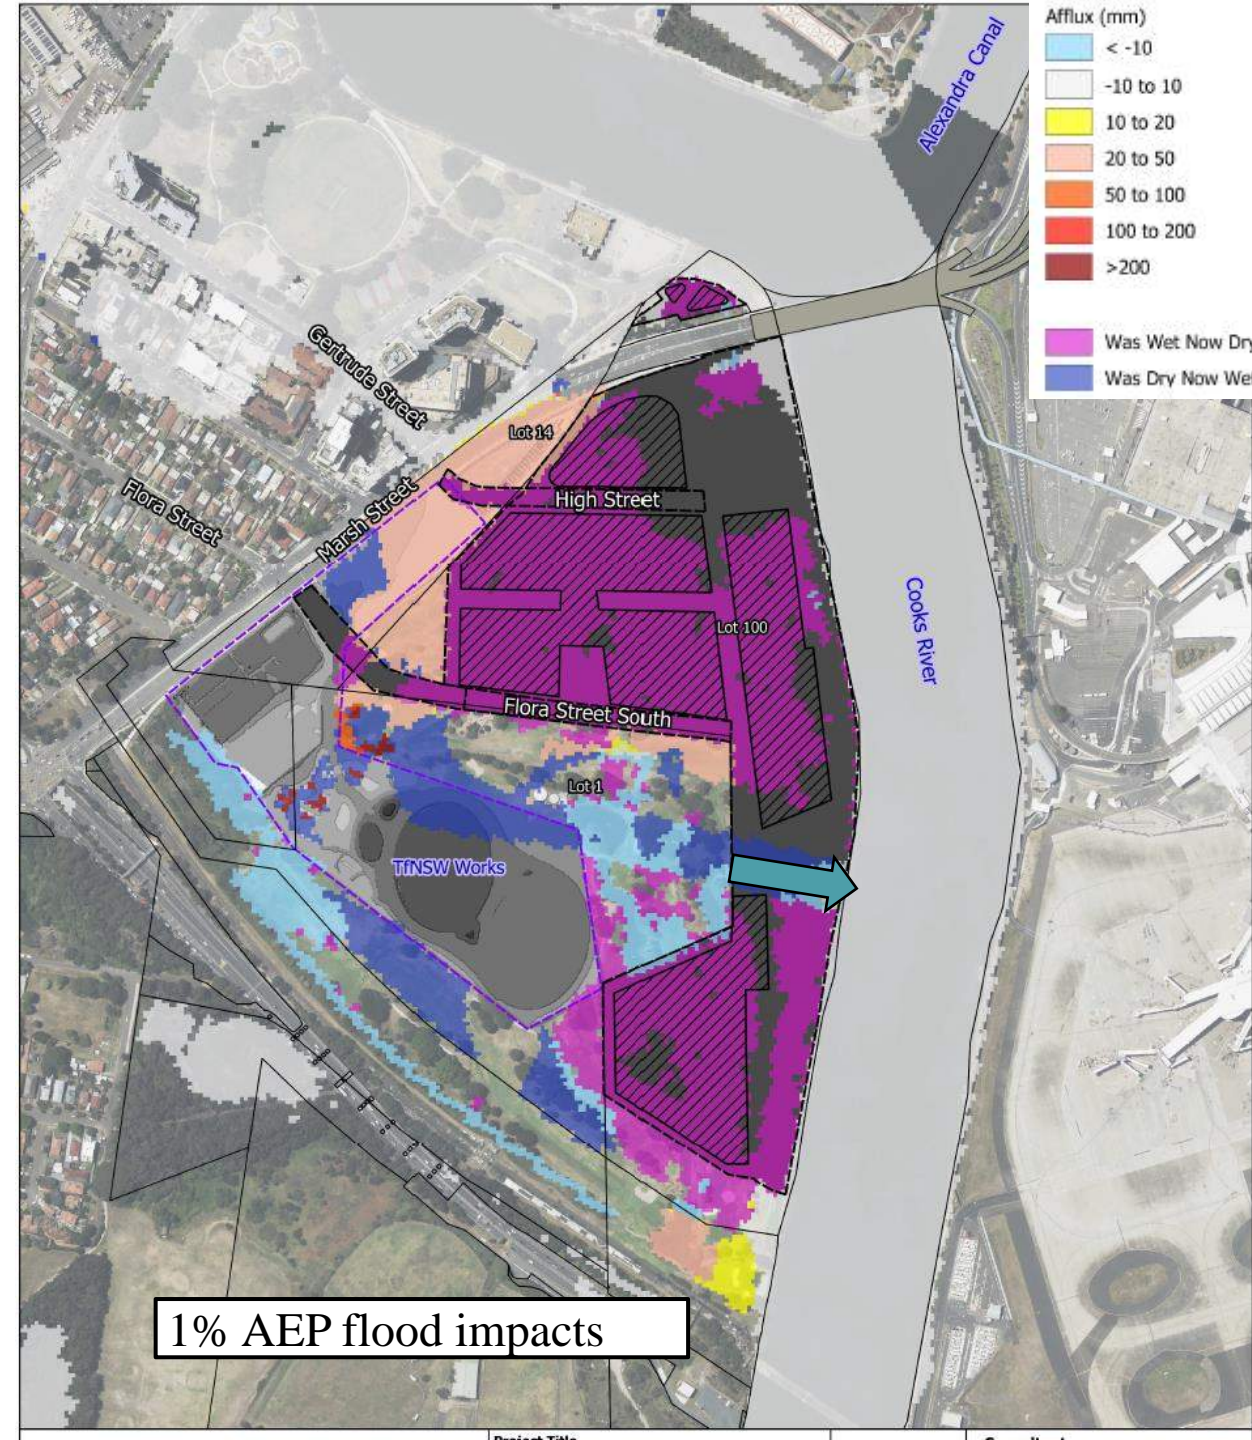 Afflux (mm)
< -10
-10 to 10
10 to 20
20 to 50
50 to 100
100 to 200
>200
Was Wet Now Dry
Was Dry Now We
Alexandra Canal
Gertrude Street
Lot 14
Flora Street
Marsh Street
High Street
Cooks River
Lot 100
Flora Street South
Lot 1
TfNSW Works
1% AEP flood impacts
Project Title